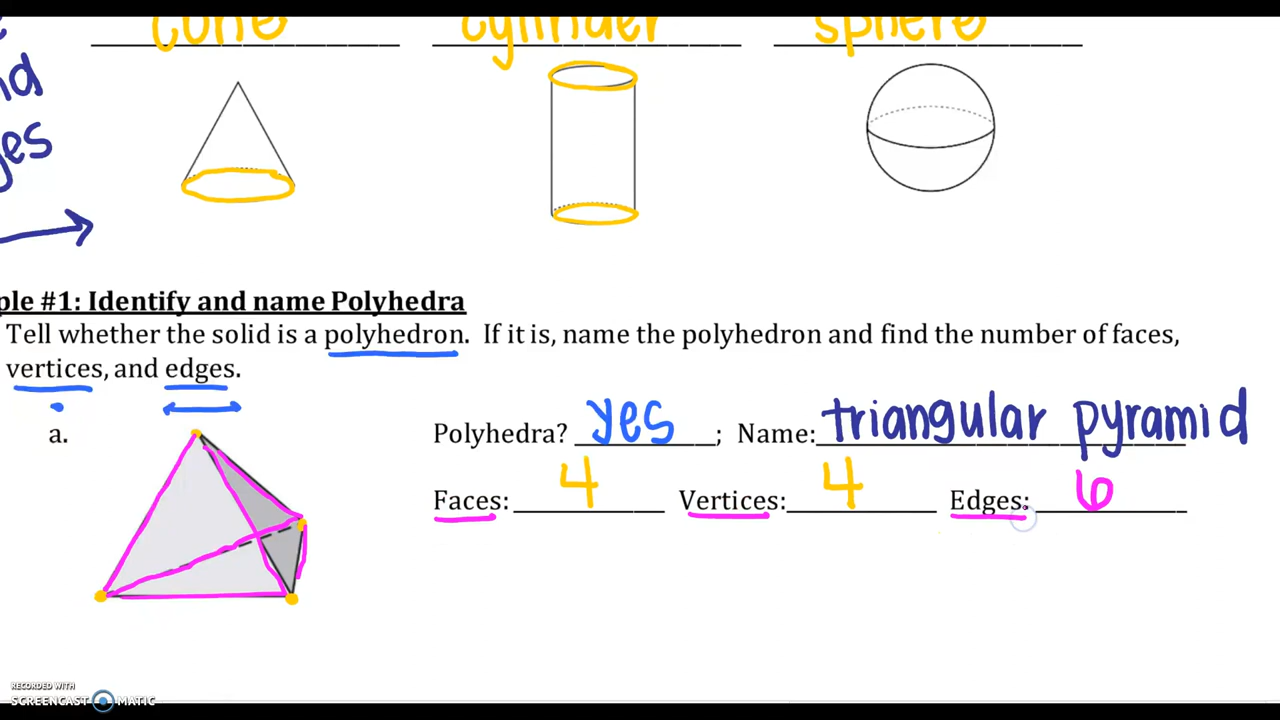 cone cylinder sphere
ple #1: Identify and name Polyhedra
Tell whether the solid is a polyhedron. If it is, name the polyhedron and find the number of faces,
vertices, and edges.
a.
Polyhedra? yes ; Name: triangular pyramid
Faces: 4 Vertices: 4 Edges: 6
RECORDED WITH
SCREENCAST MATIC